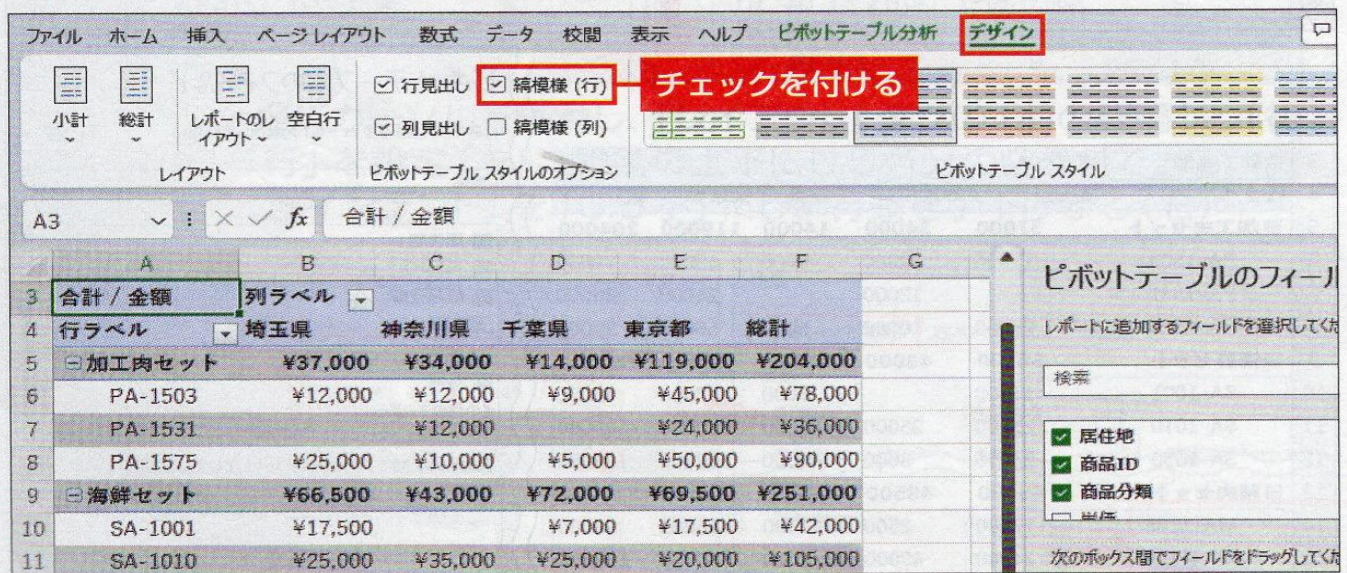 ファイル ホーム 挿入 ページ レイアウト 数式 データ 校閲 表示 ヘルプ ピボットテーブル分析 デザイン
小計 総計 レポートのレイアウト 空白行
レイアウト
行見出し 縞模様 (行) チェックを付ける
列見出し 縞模様 (列)
ピボットテーブル スタイルのオプション
ピボットテーブル スタイル
A3 fx 合計 / 金額
A B C D E F G
3 合計 / 金額 列ラベル
4 行ラベル 埼玉県 神奈川県 千葉県 東京都 総計
5 加工肉セット ¥37,000 ¥34,000 ¥14,000 ¥119,000 ¥204,000
6 PA-1503 ¥12,000 ¥12,000 ¥9,000 ¥45,000 ¥78,000
7 PA-1531 ¥12,000 ¥24,000 ¥36,000
8 PA-1575 ¥25,000 ¥10,000 ¥5,000 ¥50,000 ¥90,000
9 海鮮セット ¥66,500 ¥43,000 ¥72,000 ¥69,500 ¥251,000
10 SA-1001 ¥17,500 ¥7,000 ¥17,500 ¥42,000
11 SA-1010 ¥25,000 ¥35,000 ¥25,000 ¥20,000 ¥105,000
ピボットテーブルのフィー
レポートに追加するフィールドを選択してくだ
検索
居住地
商品ID
商品分類
次のボックス間でフィールドをドラッグしてくだ